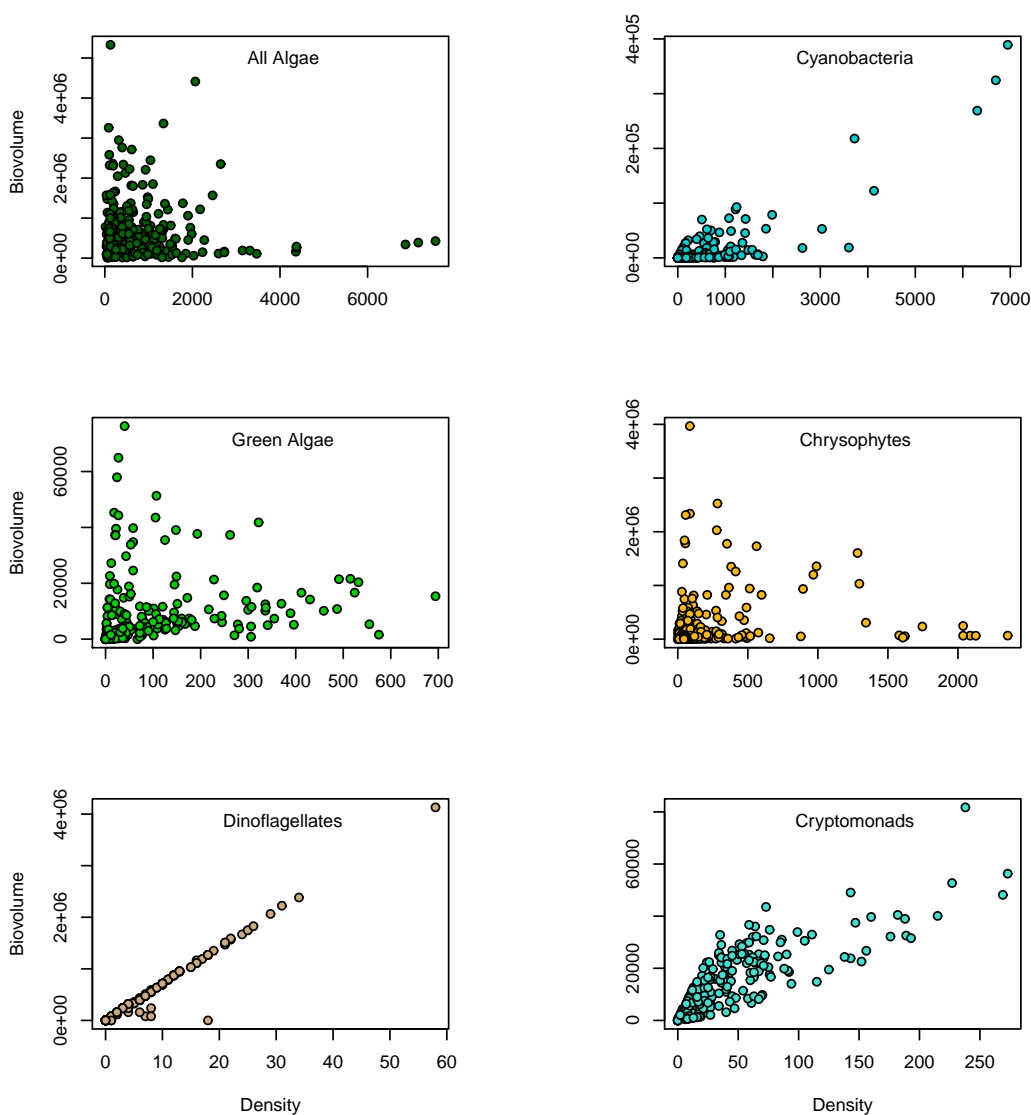 All Algae
Biovolume
0e+00 2e+06 4e+06
0 2000 4000 6000
Cyanobacteria
0e+00 2e+05 4e+05
0 1000 3000 5000 7000
Green Algae
Biovolume
0 20000 60000
0 100 200 300 400 500 600 700
Chrysophytes
0e+00 2e+06 4e+06
0 500 1000 1500 2000
Dinoflagellates
Biovolume
0e+00 2e+06 4e+06
0 10 20 30 40 50 60
Density
Cryptomonads
0 20000 60000
0 50 100 150 200 250
Density